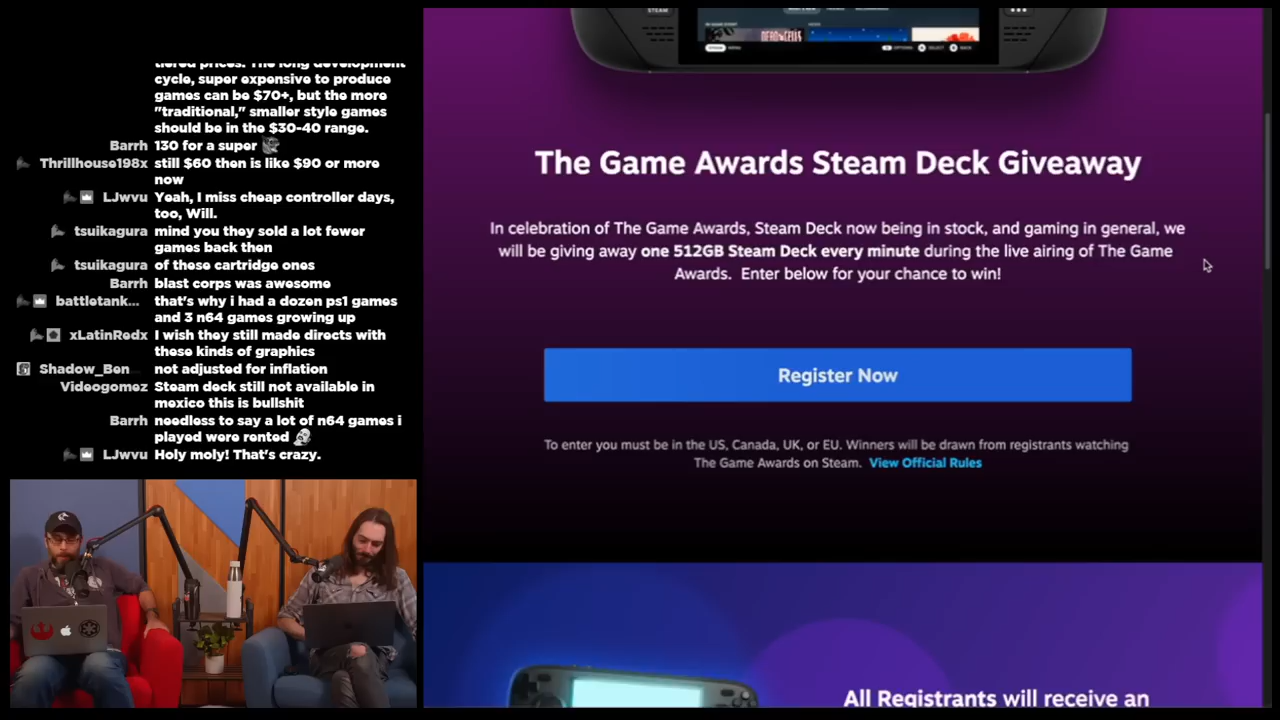 tiered prices. The long development
cycle, super expensive to produce
games can be $70+, but the more
"traditional," smaller style games
should be in the $30-40 range.
Barrh 130 for a super
Thrillhouse198x still $60 then is like $90 or more
now
LJwvu Yeah, I miss cheap controller days,
too, Will.
tsuikagura mind you they sold a lot fewer
games back then
tsuikagura of these cartridge ones
Barrh blast corps was awesome
battletank... that's why i had a dozen ps1 games
and 3 n64 games growing up
xLatinRedx I wish they still made directs with
these kinds of graphics
Shadow_Ben not adjusted for inflation
Videogomez Steam deck still not available in
mexico this is bullshit
Barrh needless to say a lot of n64 games i
played were rented
LJwvu Holy moly! That's crazy.
STEAM
DEAD CELLS
STEAM MENU
OPTIONS SELECT BACK
The Game Awards Steam Deck Giveaway
In celebration of The Game Awards, Steam Deck now being in stock, and gaming in general, we
will be giving away one 512GB Steam Deck every minute during the live airing of The Game
Awards. Enter below for your chance to win!
Register Now
To enter you must be in the US, Canada, UK, or EU. Winners will be drawn from registrants watching
The Game Awards on Steam. View Official Rules
All Registrants will receive an